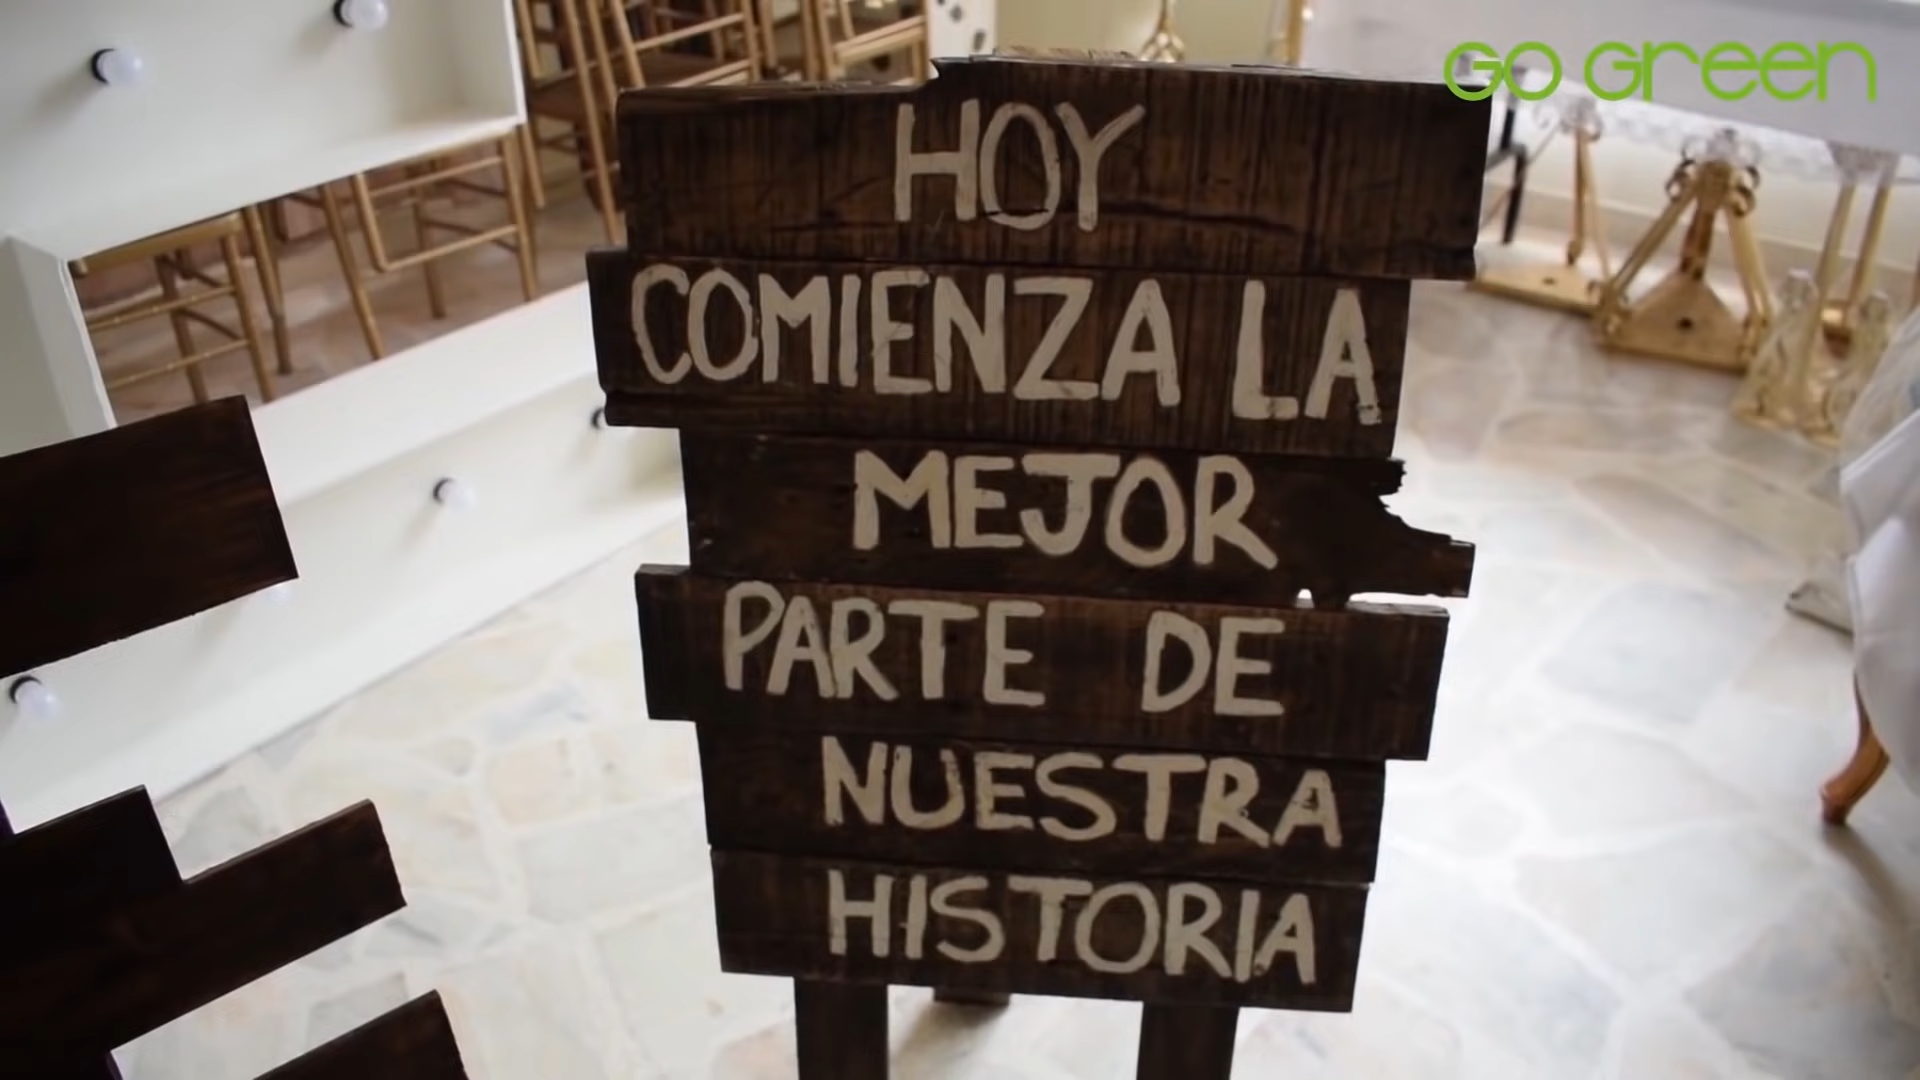 GO Green
HOY
COMIENZA LA
MEJOR
PARTE DE
NUESTRA
HISTORIA